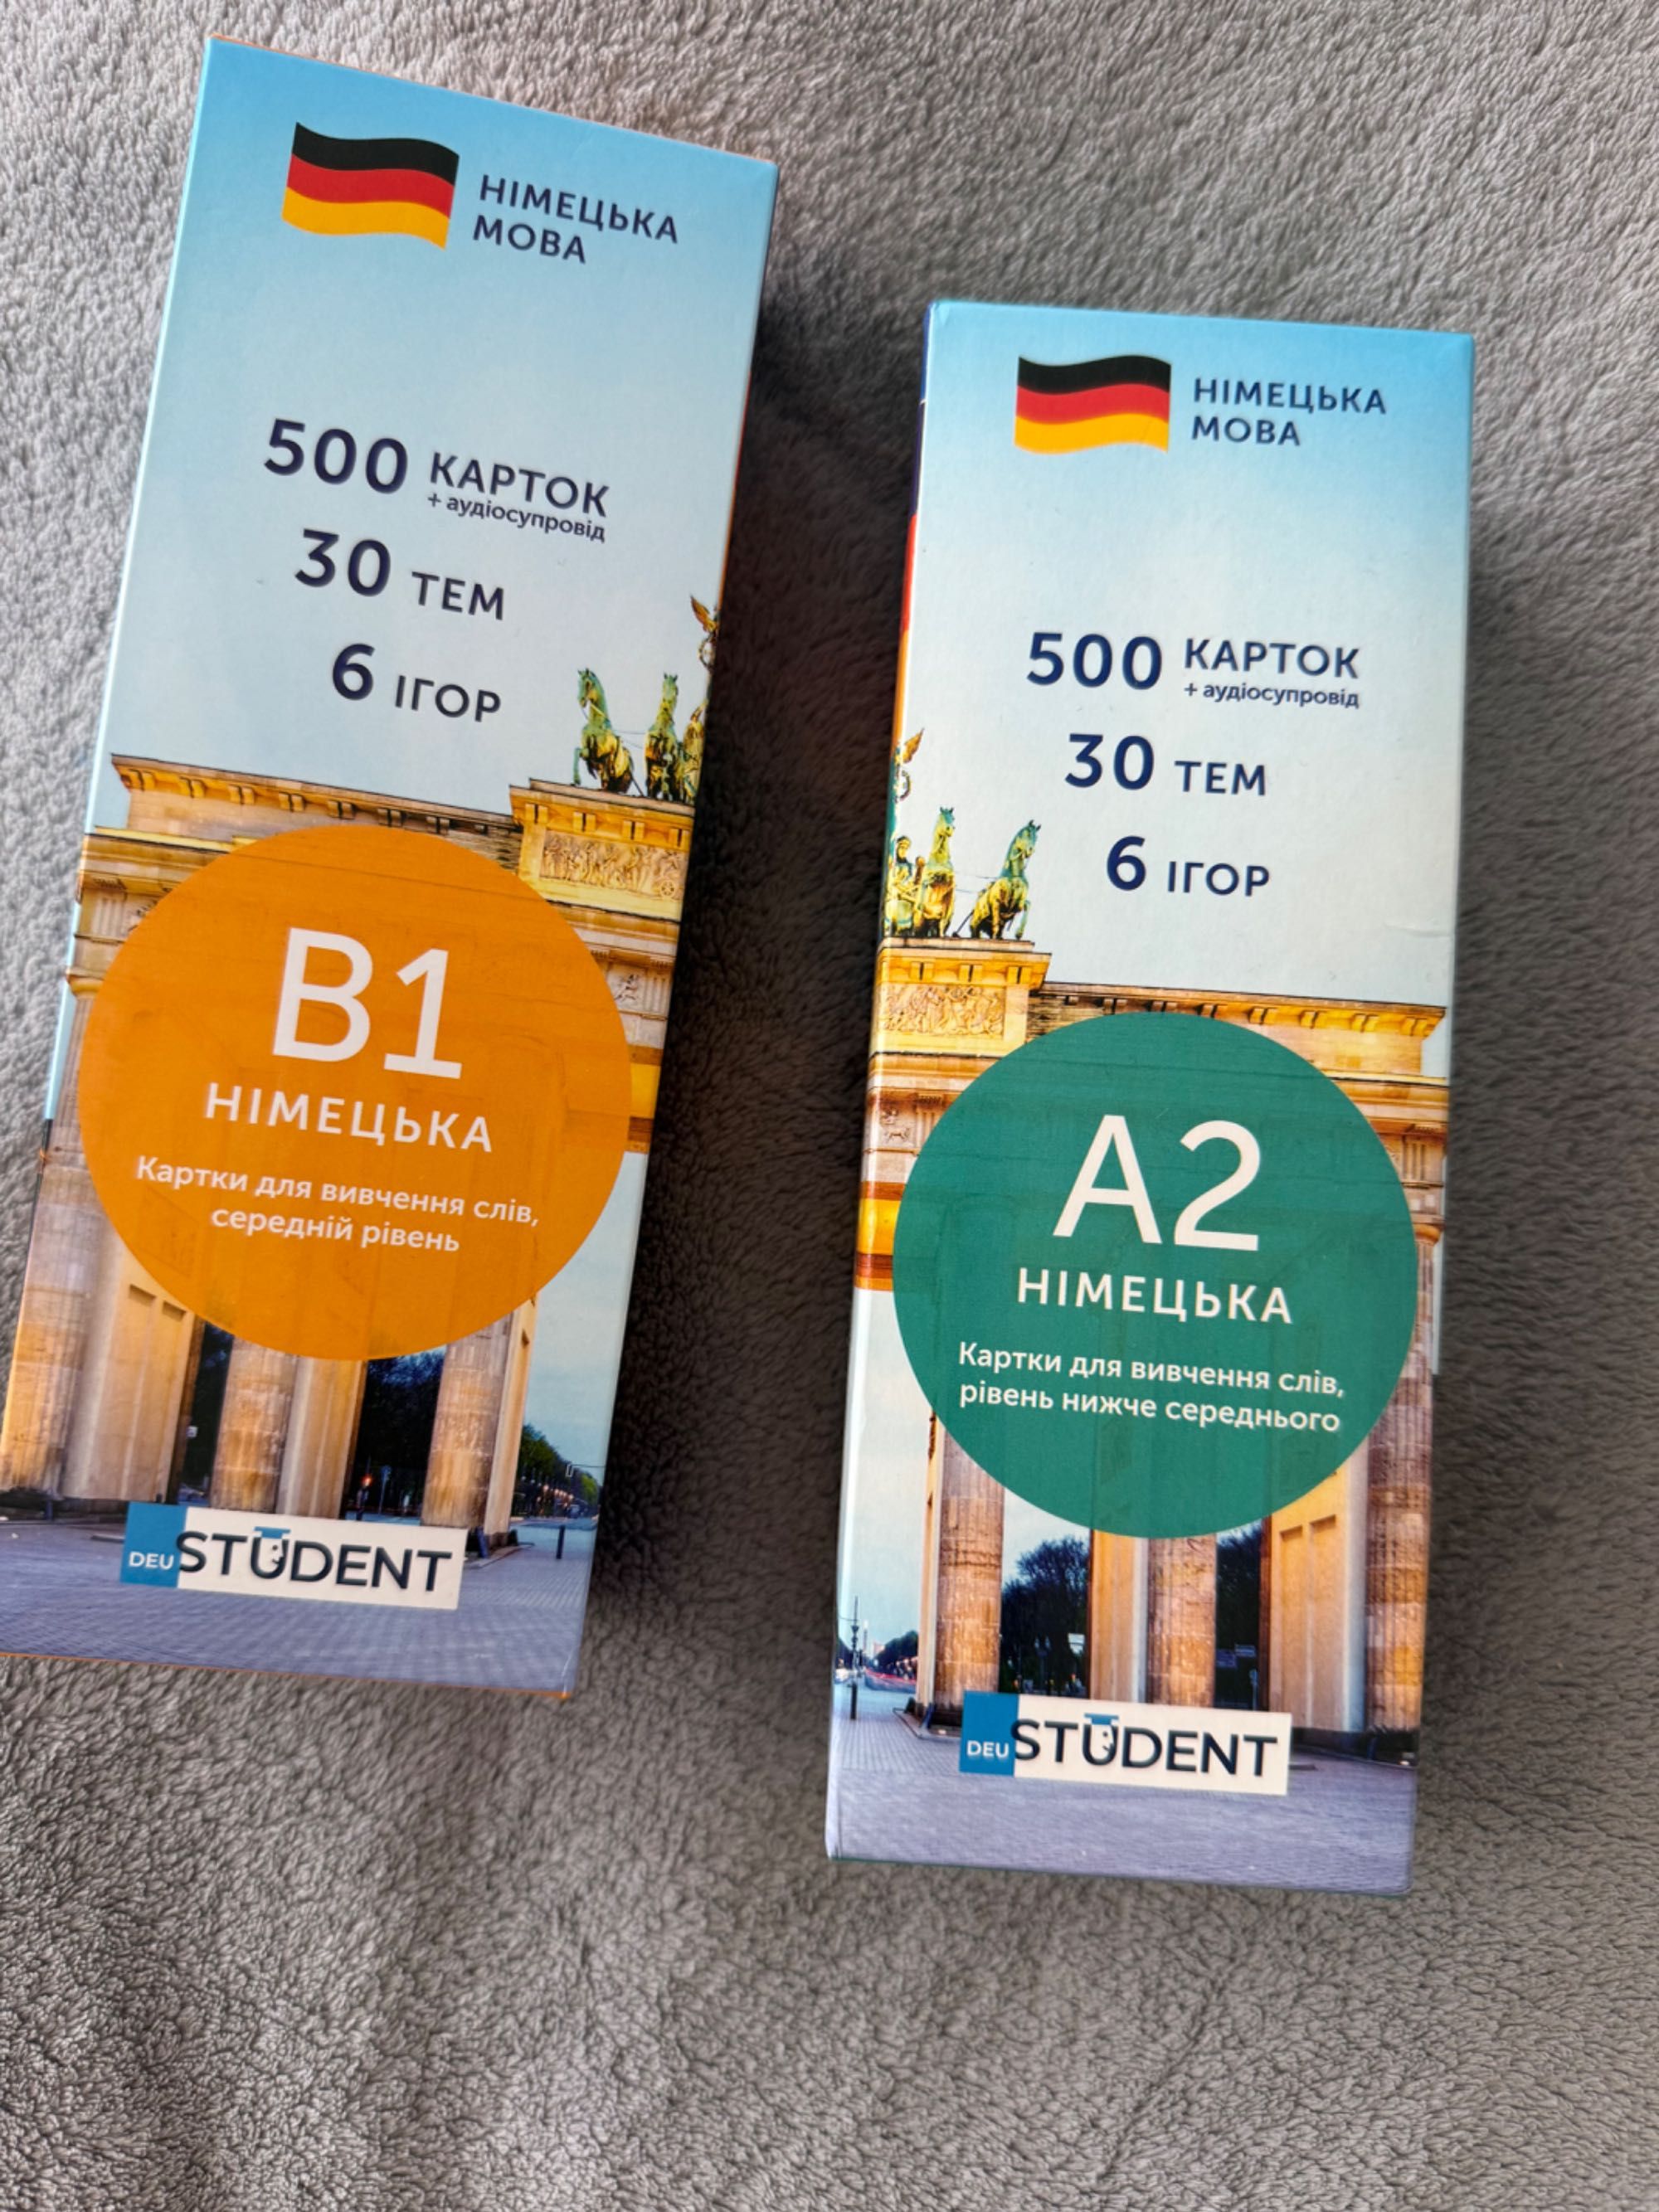 НІМЕЦЬКА
МОВА
500 КАРТОК
+ аудіосупровід
30 ТЕМ
6 ІГОР
B1
НІМЕЦЬКА
Картки для вивчення слів,
середній рівень
DEU STUDENT
НІМЕЦЬКА
МОВА
500 КАРТОК
+ аудіосупровід
30 ТЕМ
6 ІГОР
A2
НІМЕЦЬКА
Картки для вивчення слів,
рівень нижче середнього
DEU STUDENT